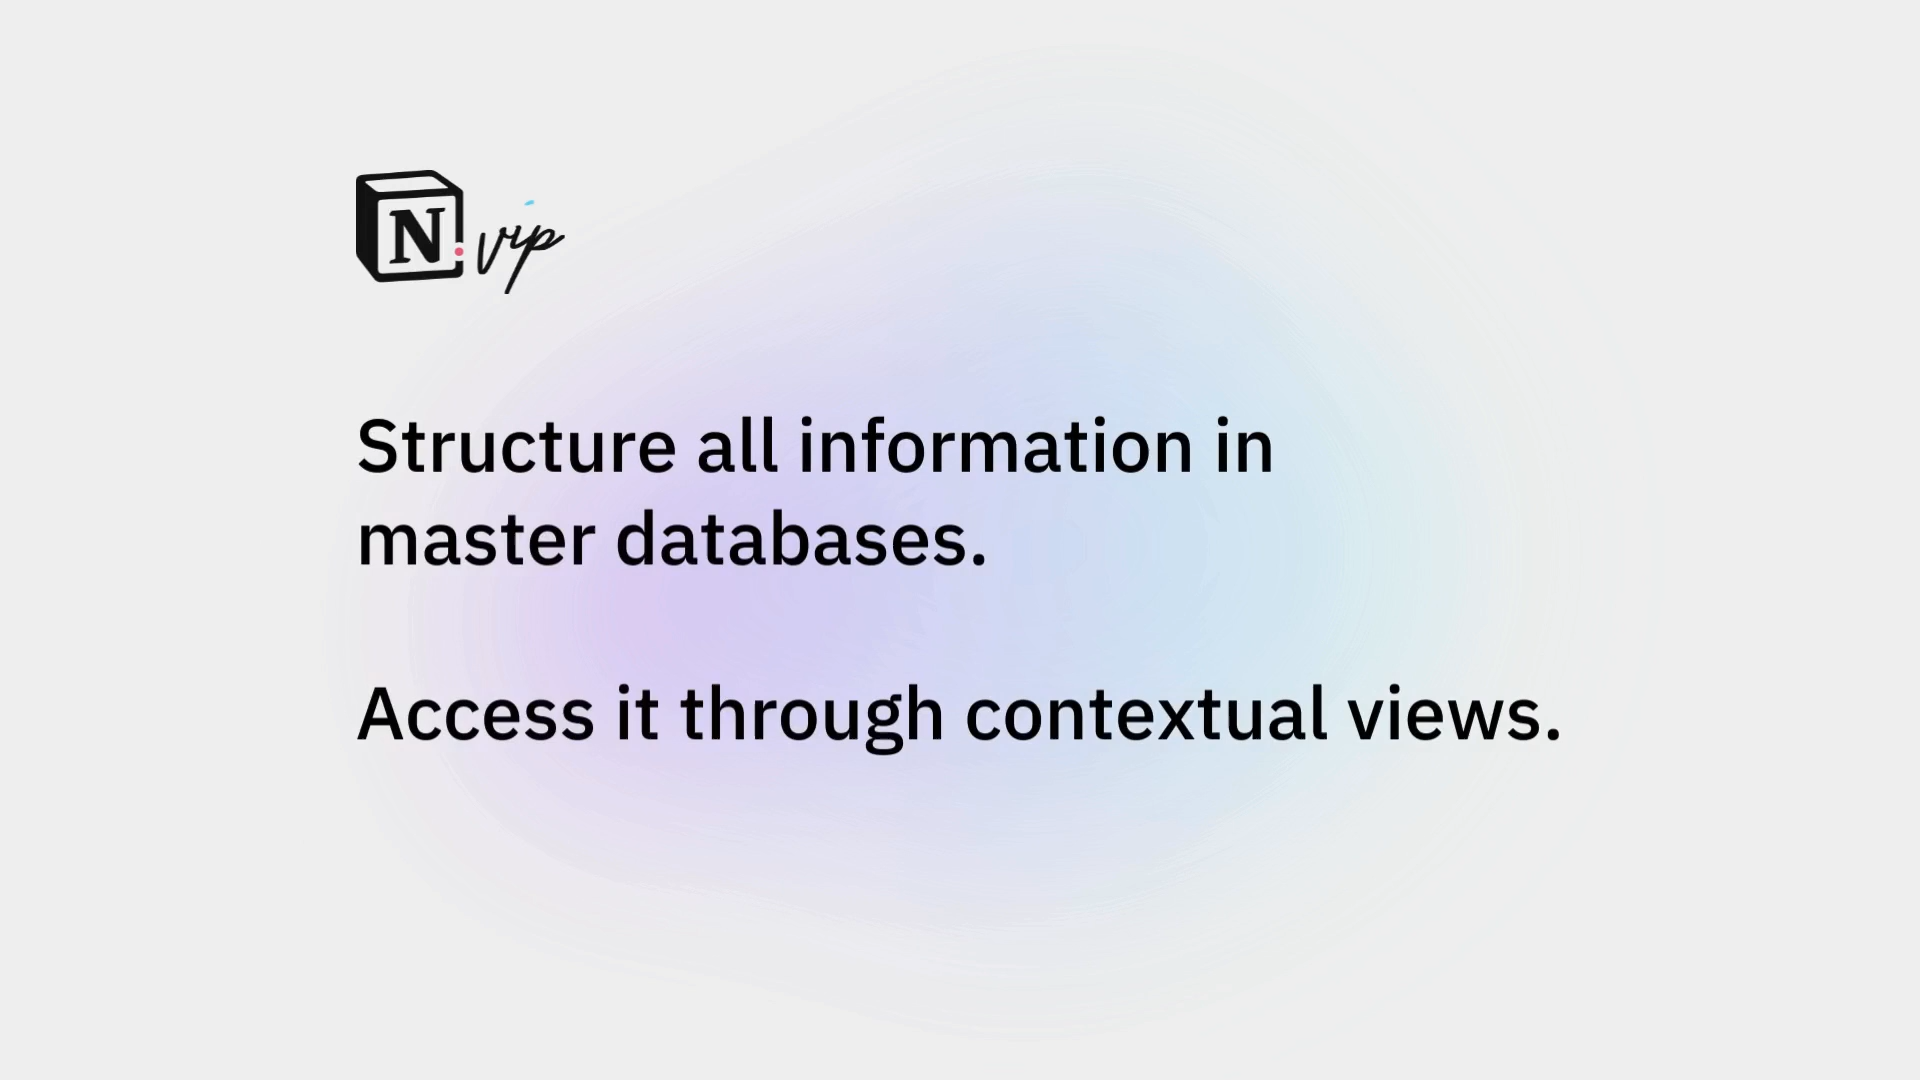 N.vip
Structure all information in
master databases.
Access it through contextual views.